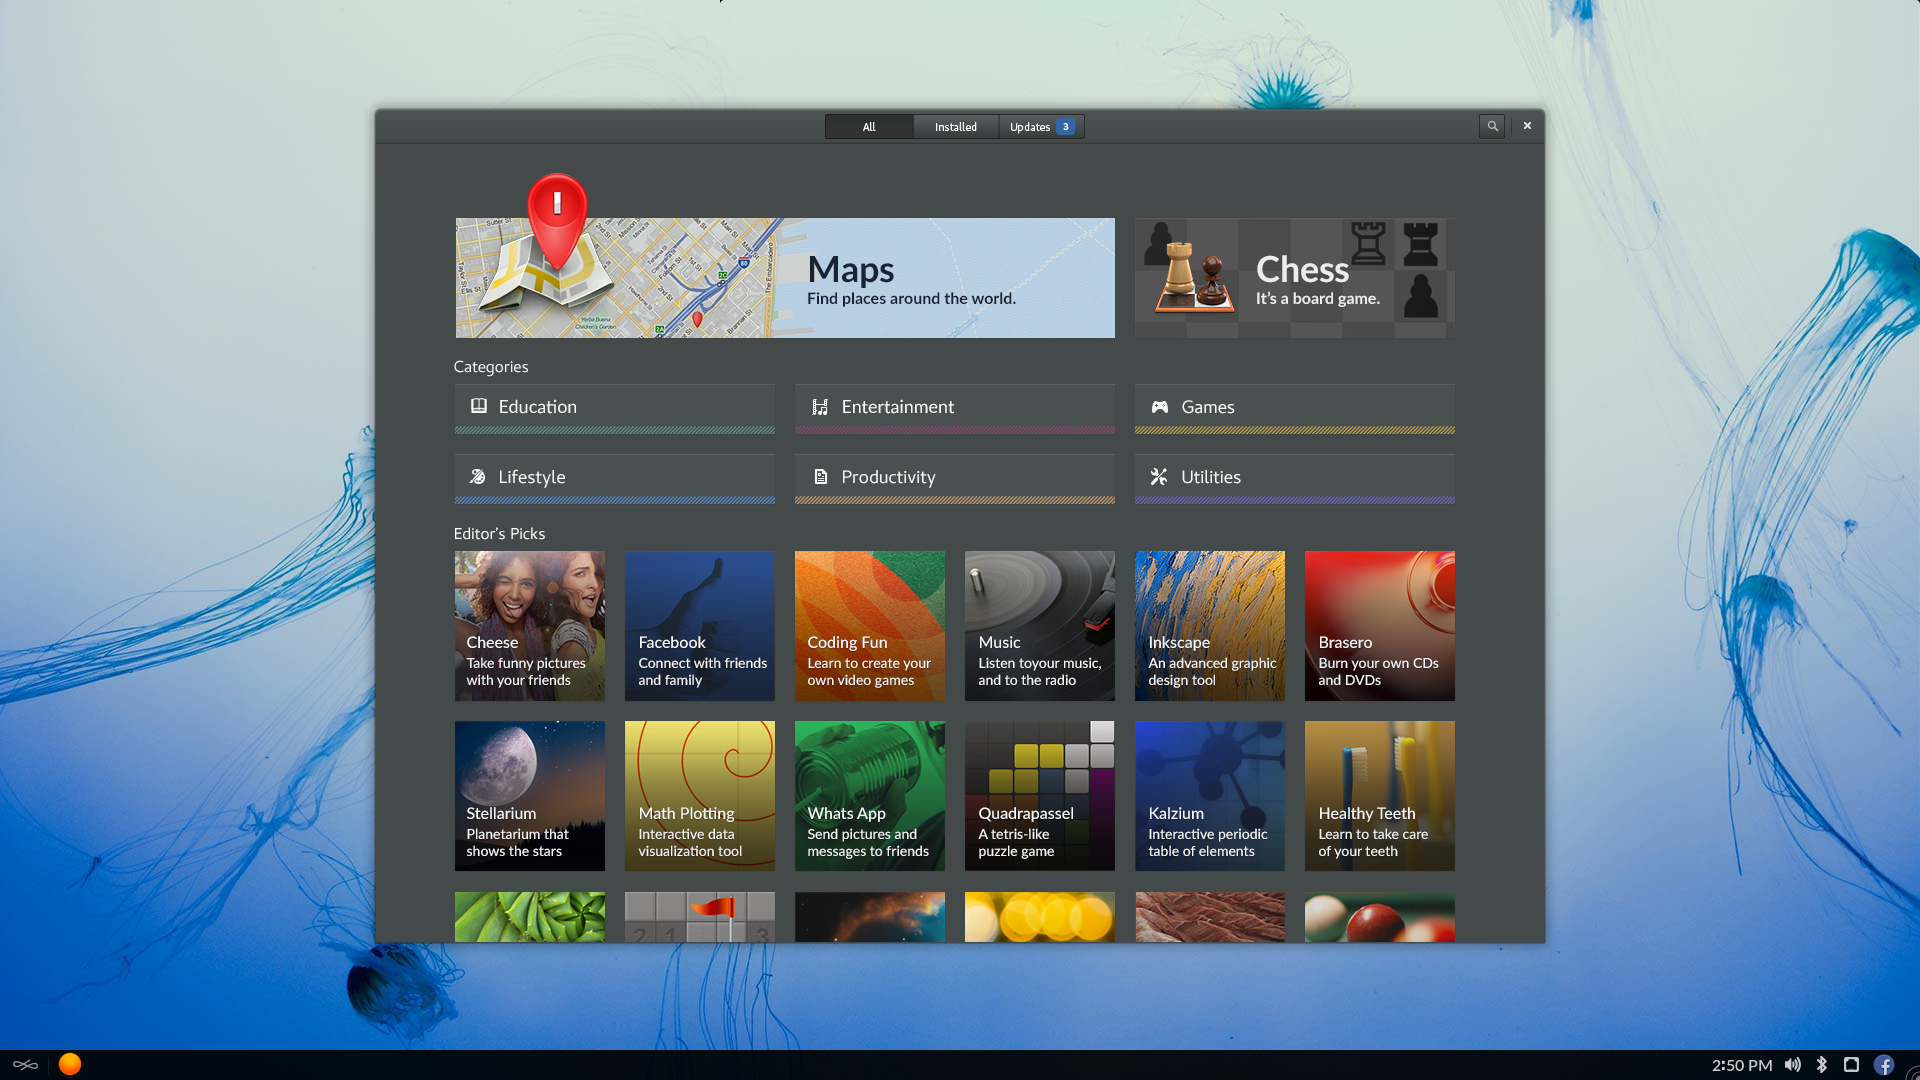 All
Installed
Updates 3
Maps
Find places around the world.
Chess
It's a board game.
Categories
Education
Entertainment
Games
Lifestyle
Productivity
Utilities
Editor's Picks
Cheese
Take funny pictures
with your friends
Facebook
Connect with friends
and family
Coding Fun
Learn to create your
own video games
Music
Listen toyour music,
and to the radio
Inkscape
An advanced graphic
design tool
Brasero
Burn your own CDs
and DVDs
Stellarium
Planetarium that
shows the stars
Math Plotting
Interactive data
visualization tool
Whats App
Send pictures and
messages to friends
Quadrapassel
A tetris-like
puzzle game
Kalzium
Interactive periodic
table of elements
Healthy Teeth
Learn to take care
of your teeth
2 1 3
2:50 PM